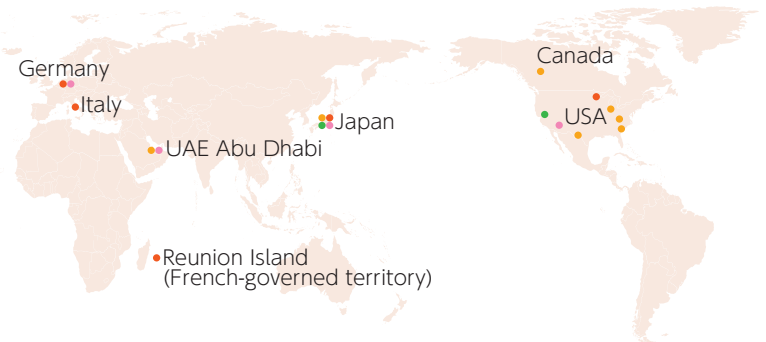 Canada
Germany
Italy
USA
Japan
UAE Abu Dhabi
Reunion Island
(French-governed territory)